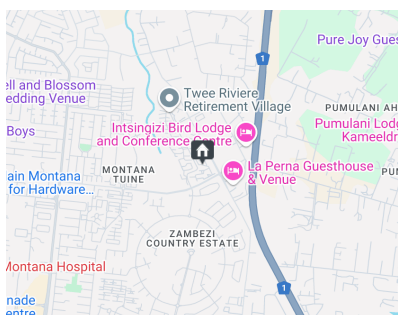 1
Pure Joy Gues
Twee Riviere
Retirement Village
ell and Blossom
edding Venue
PUMULANI AH
Boys
Intsingizi Bird Lodge
and Conference Centre
Pumulani Lodg
Kameeldr
MONTANA
TUINE
La Perna Guesthouse
& Venue
PUM
ain Montana
for Hardware...
ZAMBEZI
COUNTRY ESTATE
Montana Hospital
1
nade
entre